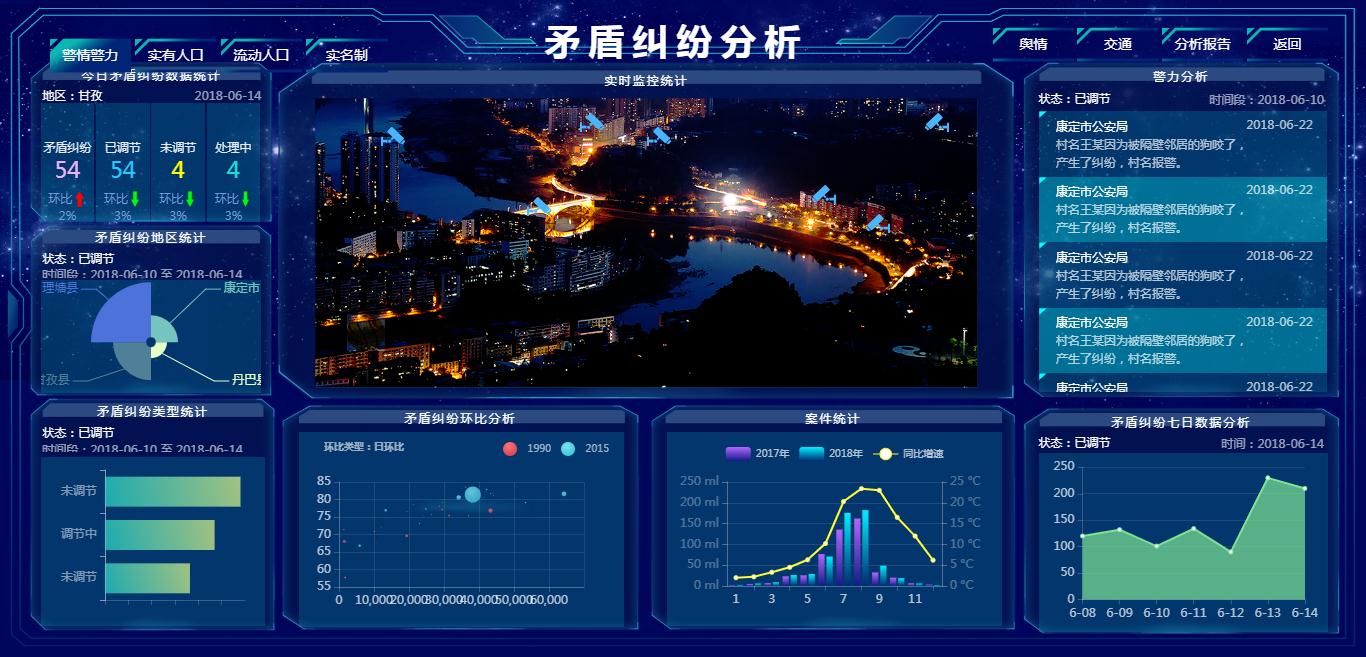 矛盾纠纷分析
警情警力 实有人口 流动人口 实名制
舆情 交通 分析报告 返回
今日矛盾纠纷数据统计
地区：甘孜 2018-06-14
矛盾纠纷 已调节 未调节 处理中
54 54 4 4
环比 环比 环比 环比
2% 3% 3% 3%
矛盾纠纷地区统计
状态：已调节
时间段：2018-06-10 至 2018-06-14
理塘县 康定市
甘孜县 丹巴县
矛盾纠纷类型统计
状态：已调节
时间段：2018-06-10 至 2018-06-14
未调节
调节中
未调节
实时监控统计
矛盾纠纷环比分析
环比类型：日环比 1990 2015
85
80
75
70
65
60
55
0 10,000 20,000 30,000 40,000 50,000 60,000
案件统计
2017年 2018年 同比增速
250 ml 25 °C
200 ml 20 °C
150 ml 15 °C
100 ml 10 °C
50 ml 5 °C
0 ml 0 °C
1 3 5 7 9 11
警力分析
状态：已调节 时间段：2018-06-10
康定市公安局 2018-06-22
村名王某因为被隔壁邻居的狗咬了，
产生了纠纷，村名报警。
康定市公安局 2018-06-22
村名王某因为被隔壁邻居的狗咬了，
产生了纠纷，村名报警。
康定市公安局 2018-06-22
村名王某因为被隔壁邻居的狗咬了，
产生了纠纷，村名报警。
康定市公安局 2018-06-22
村名王某因为被隔壁邻居的狗咬了，
产生了纠纷，村名报警。
康定市公安局 2018-06-22
矛盾纠纷七日数据分析
状态：已调节 时间：2018-06-14
250
200
150
100
50
0
6-08 6-09 6-10 6-11 6-12 6-13 6-14